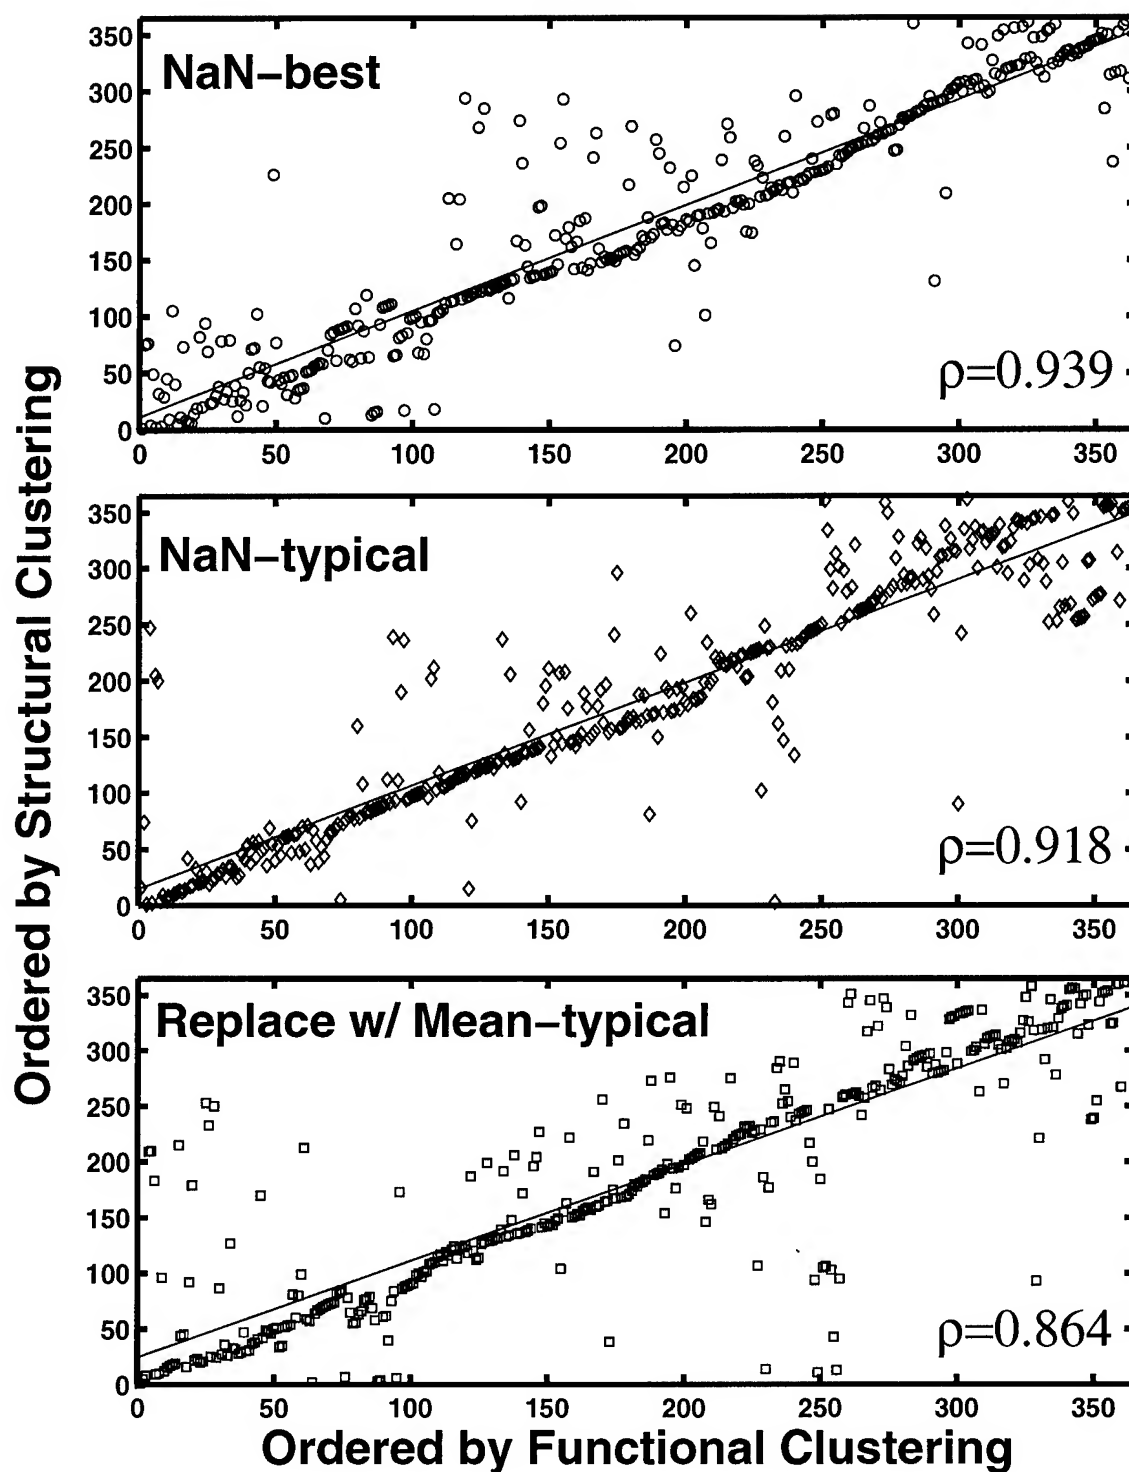 Ordered by Structural Clustering
350
300
250
200
150
100
50
0
NaN-best
ρ=0.939
0 50 100 150 200 250 300 350
350
300
250
200
150
100
50
0
NaN-typical
ρ=0.918
0 50 100 150 200 250 300 350
350
300
250
200
150
100
50
0
Replace w/ Mean-typical
ρ=0.864
0 50 100 150 200 250 300 350
Ordered by Functional Clustering